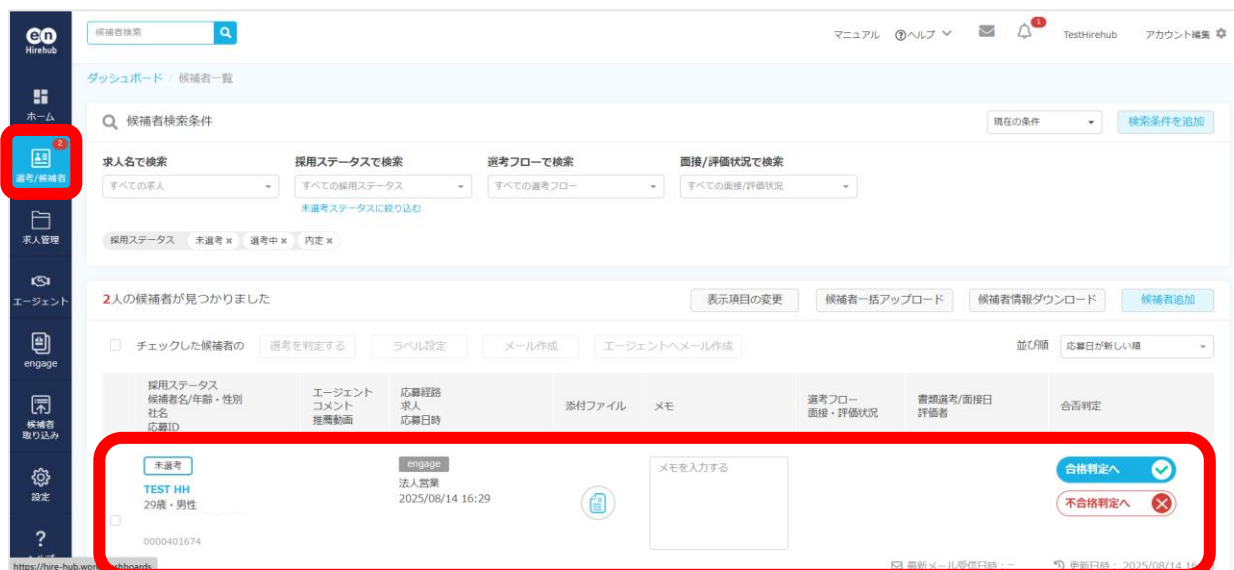 en
Hirehub
候補者検索
マニュアル
?ヘルプ
1
TestHirehub
アカウント編集
ホーム
2
選考/候補者
求人管理
エージェント
engage
候補者
取り込み
設定
?
ダッシュボード / 候補者一覧
候補者検索条件
現在の条件
検索条件を追加
求人名で検索
採用ステータスで検索
選考フローで検索
面接/評価状況で検索
すべての求人
すべての採用ステータス
すべての選考フロー
すべての面接/評価状況
未選考ステータスに絞り込む
採用ステータス 未選考 × 選考中 × 内定 ×
2人の候補者が見つかりました
表示項目の変更
候補者一括アップロード
候補者情報ダウンロード
候補者追加
チェックした候補者の
選考を判定する
ラベル設定
メール作成
エージェントへメール作成
並び順
応募日が新しい順
採用ステータス
候補者名/年齢・性別
社名
応募ID
エージェント
コメント
推薦動画
応募経路
求人
応募日時
添付ファイル
メモ
選考フロー
面接・評価状況
書類選考/面接日
評価者
合否判定
未選考
TEST HH
29歳・男性
0000401674
engage
法人営業
2025/08/14 16:29
メモを入力する
合格判定へ
不合格判定へ
最新メール受信日時：−
更新日時： 2025/08/14